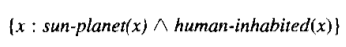 {x : sun-planet(x) ∧ human-inhabited(x)}